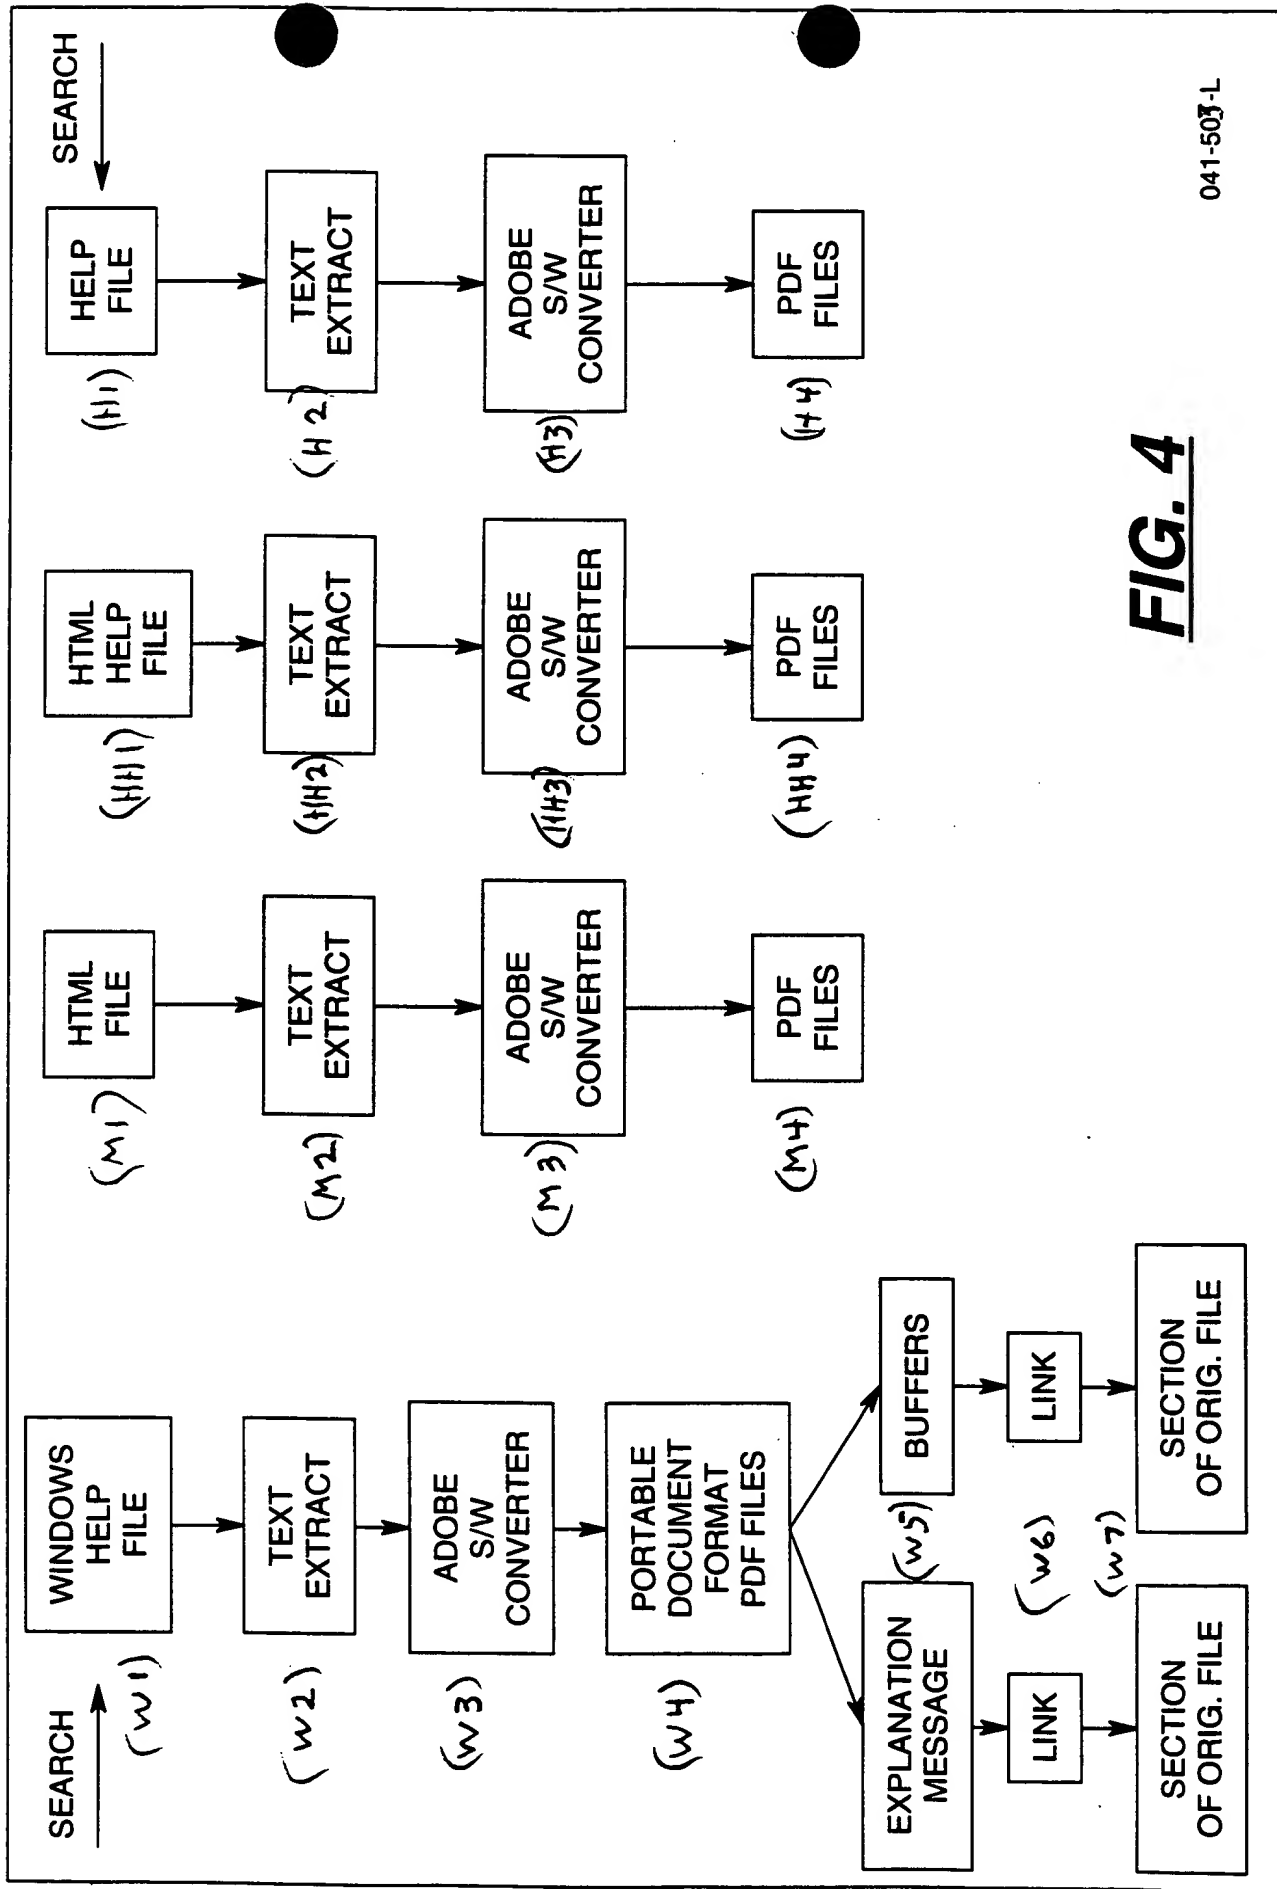 SEARCH
WINDOWS
HELP
FILE
(W1)
TEXT
EXTRACT
(W2)
ADOBE
S/W
CONVERTER
(W3)
PORTABLE
DOCUMENT
FORMAT
PDF FILES
(W4)
EXPLANATION
MESSAGE
BUFFERS
(W5)
LINK
LINK
(W6)
SECTION
OF ORIG. FILE
SECTION
OF ORIG. FILE
(W7)
HTML
FILE
(M1)
TEXT
EXTRACT
(M2)
ADOBE
S/W
CONVERTER
(M3)
PDF
FILES
(M4)
HTML
HELP
FILE
(HH1)
TEXT
EXTRACT
(HH2)
ADOBE
S/W
CONVERTER
(HH3)
PDF
FILES
(HH4)
SEARCH
HELP
FILE
(H1)
TEXT
EXTRACT
(H2)
ADOBE
S/W
CONVERTER
(H3)
PDF
FILES
(H4)
FIG. 4